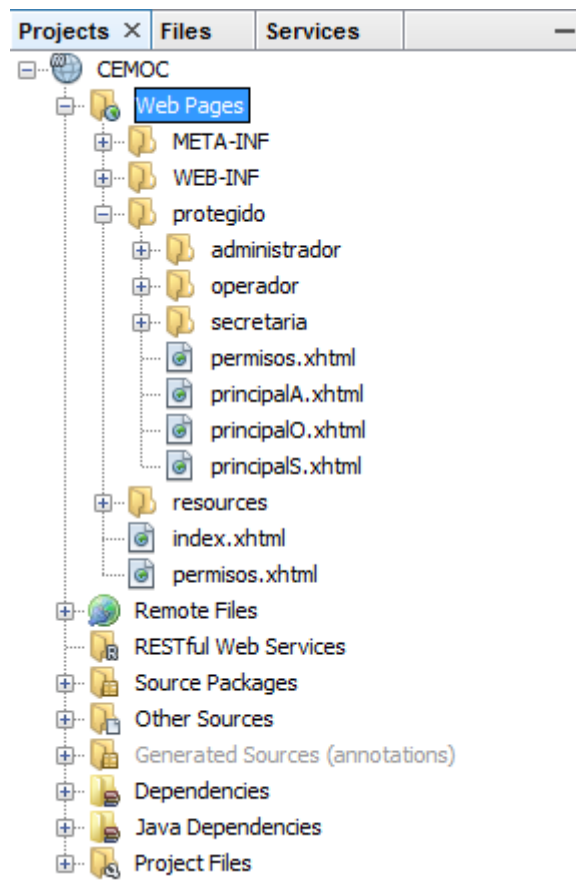 Projects × Files Services
CEMOC
Web Pages
META-INF
WEB-INF
protegido
administrador
operador
secretaria
permisos.xhtml
principalA.xhtml
principalO.xhtml
principalS.xhtml
resources
index.xhtml
permisos.xhtml
Remote Files
RESTful Web Services
Source Packages
Other Sources
Generated Sources (annotations)
Dependencies
Java Dependencies
Project Files